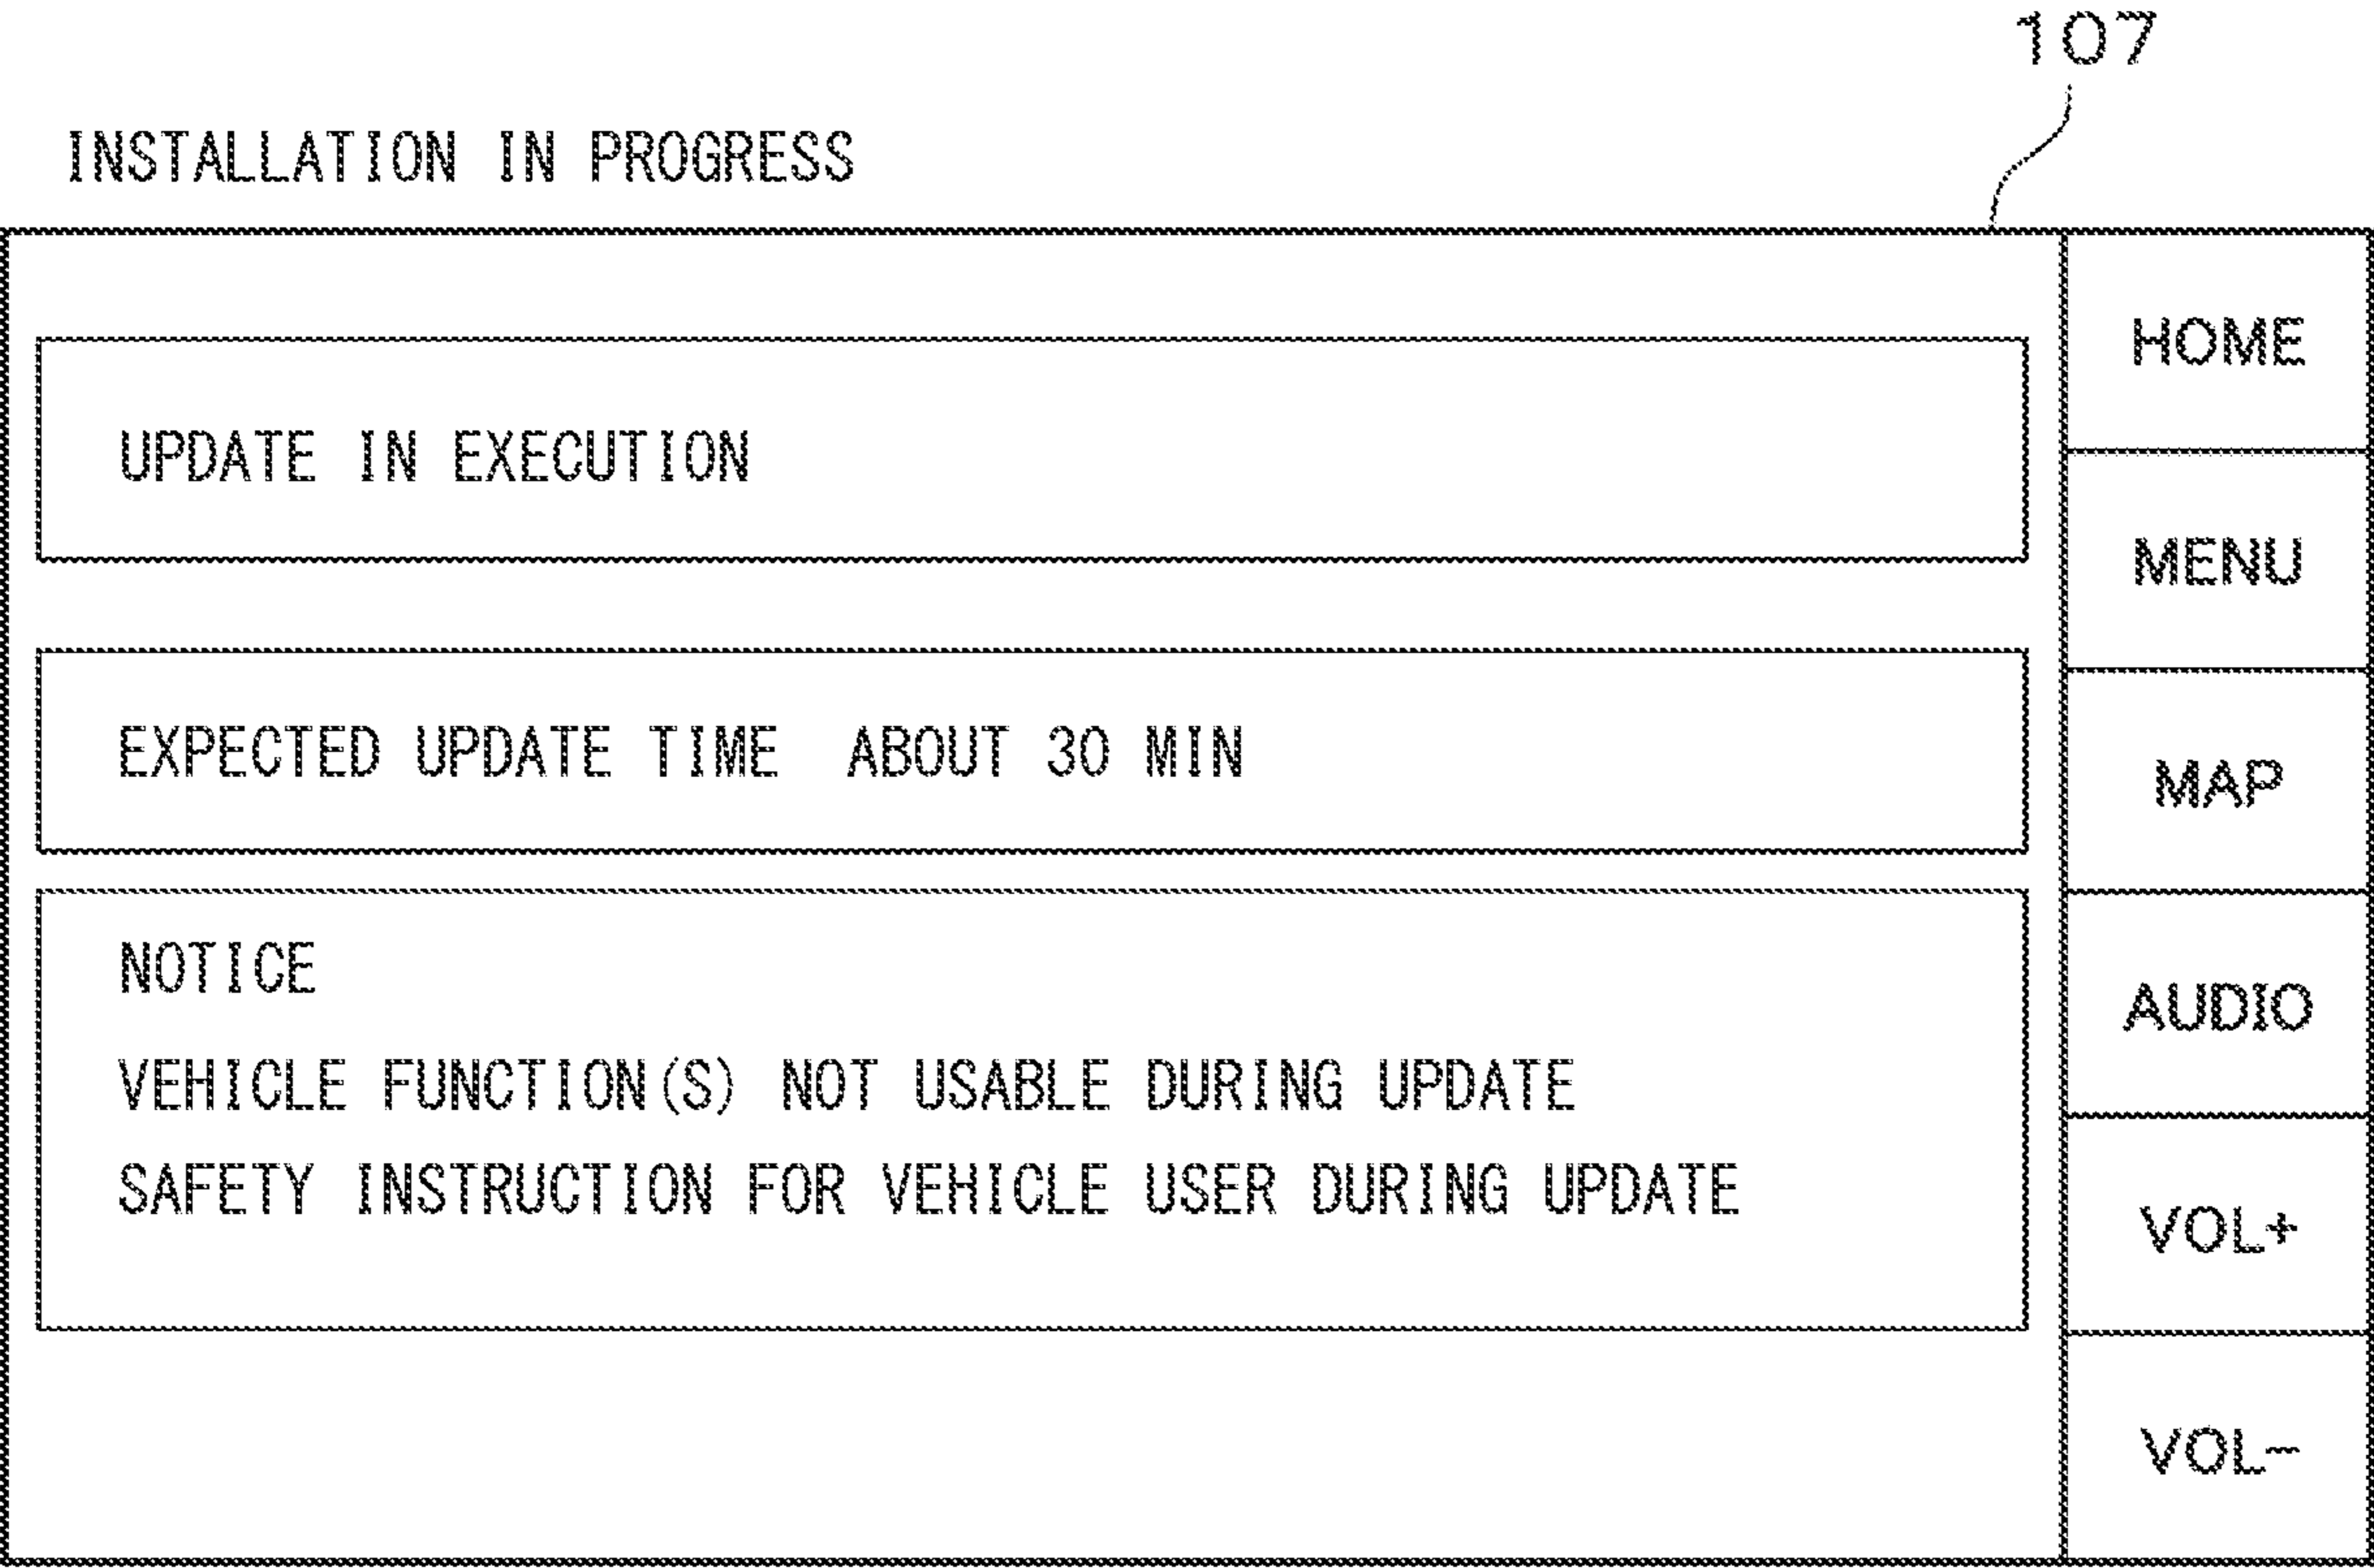 107
INSTALLATION IN PROGRESS
UPDATE IN EXECUTION
EXPECTED UPDATE TIME ABOUT 30 MIN
NOTICE
VEHICLE FUNCTION(S) NOT USABLE DURING UPDATE
SAFETY INSTRUCTION FOR VEHICLE USER DURING UPDATE
HOME
MENU
MAP
AUDIO
VOL+
VOL−